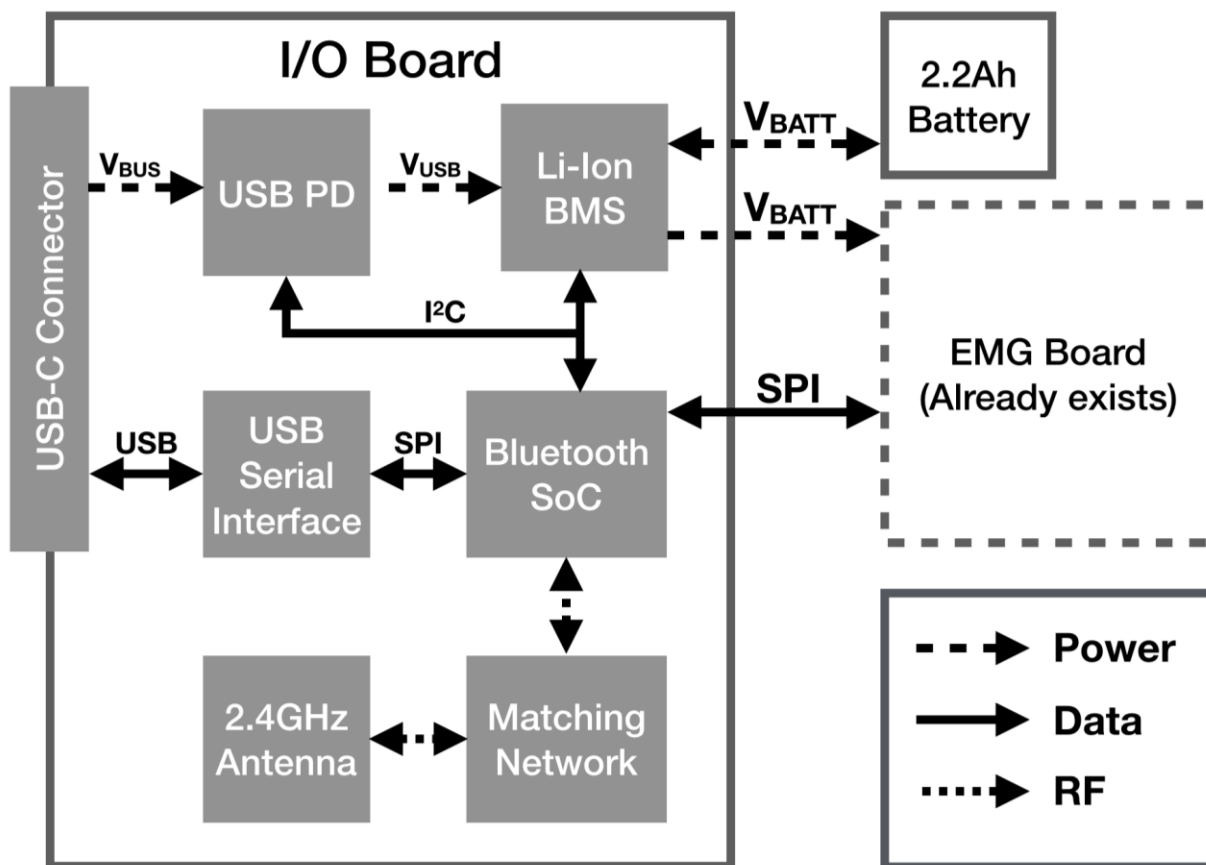 I/O Board
USB-C Connector
VBUS
USB PD
VUSB
Li-Ion
BMS
VBATT
2.2Ah
Battery
VBATT
I²C
EMG Board
(Already exists)
USB
USB
Serial
Interface
SPI
Bluetooth
SoC
SPI
2.4GHz
Antenna
Matching
Network
Power
Data
RF